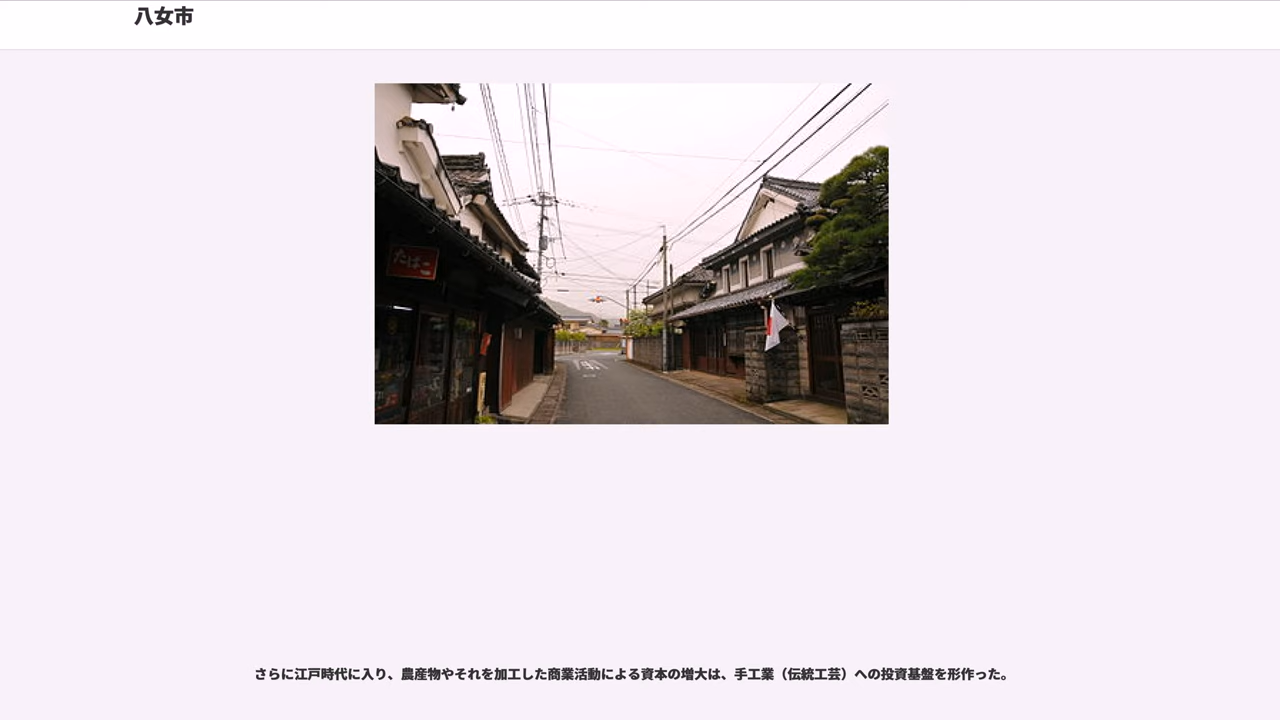 八女市
たばこ
さらに江戸時代に入り、農産物やそれを加工した商業活動による資本の増大は、手工業（伝統工芸）への投資基盤を形作った。